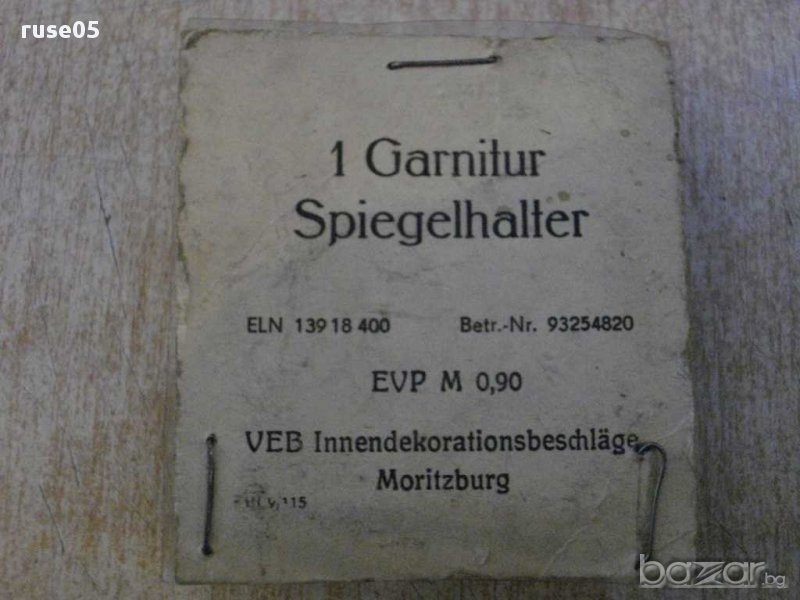 ruse05
1 Garnitur
Spiegelhalter
ELN 139 18 400 Betr.-Nr. 93254820
EVP M 0,90
VEB Innendekorationsbeschläge
Moritzburg
bazar.bg